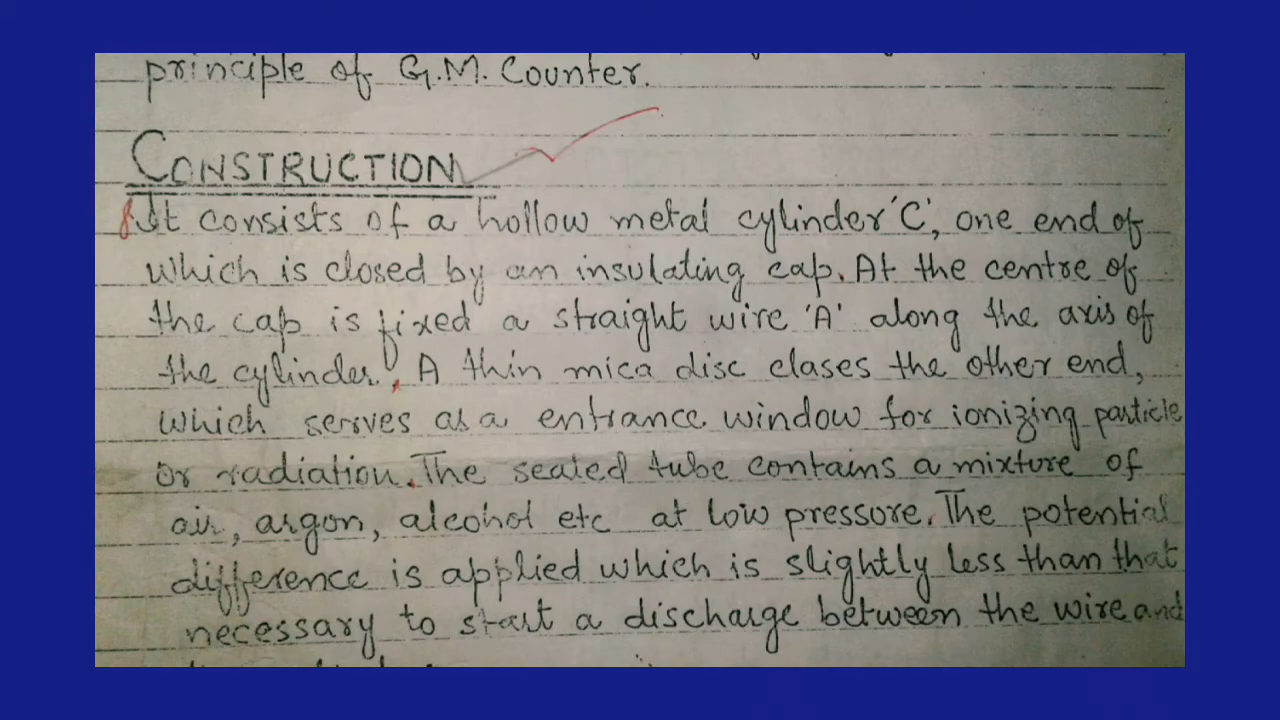 principle of G.M. Counter.
CONSTRUCTION
It consists of a hollow metal cylinder 'C', one end of
which is closed by an insulating cap. At the centre of
the cap is fixed a straight wire 'A' along the axis of
the cylinder. A thin mica disc clases the other end,
which serves as a entrance window for ionizing particle
or radiation. The sealed tube contains a mixture of
air, argon, alcohol etc at low pressure. The potential
difference is applied which is slightly less than that
necessary to start a discharge between the wire and